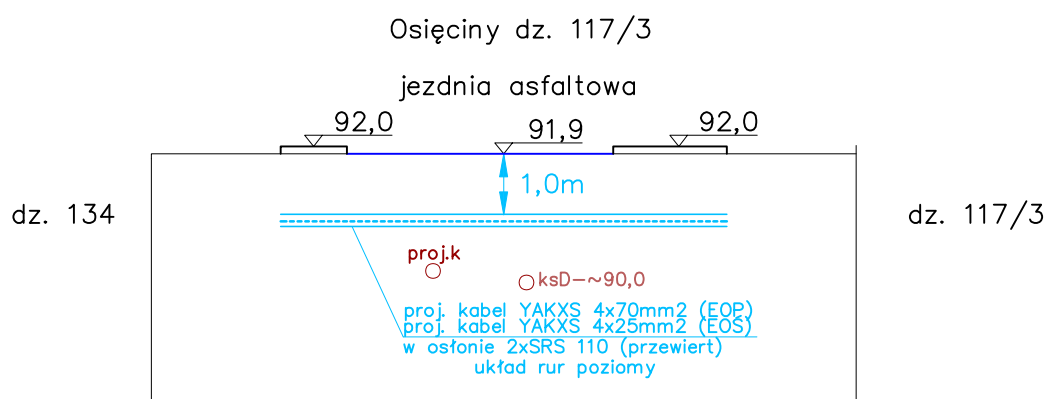 Osięciny dz. 117/3
jezdnia asfaltowa
92,0
91,9
92,0
1,0m
dz. 134
dz. 117/3
proj.k
ksD-~90,0
proj. kabel YAKXS 4x70mm2 (EOP)
proj. kabel YAKXS 4x25mm2 (EOS)
w osłonie 2xSRS 110 (przewiert)
układ rur poziomy